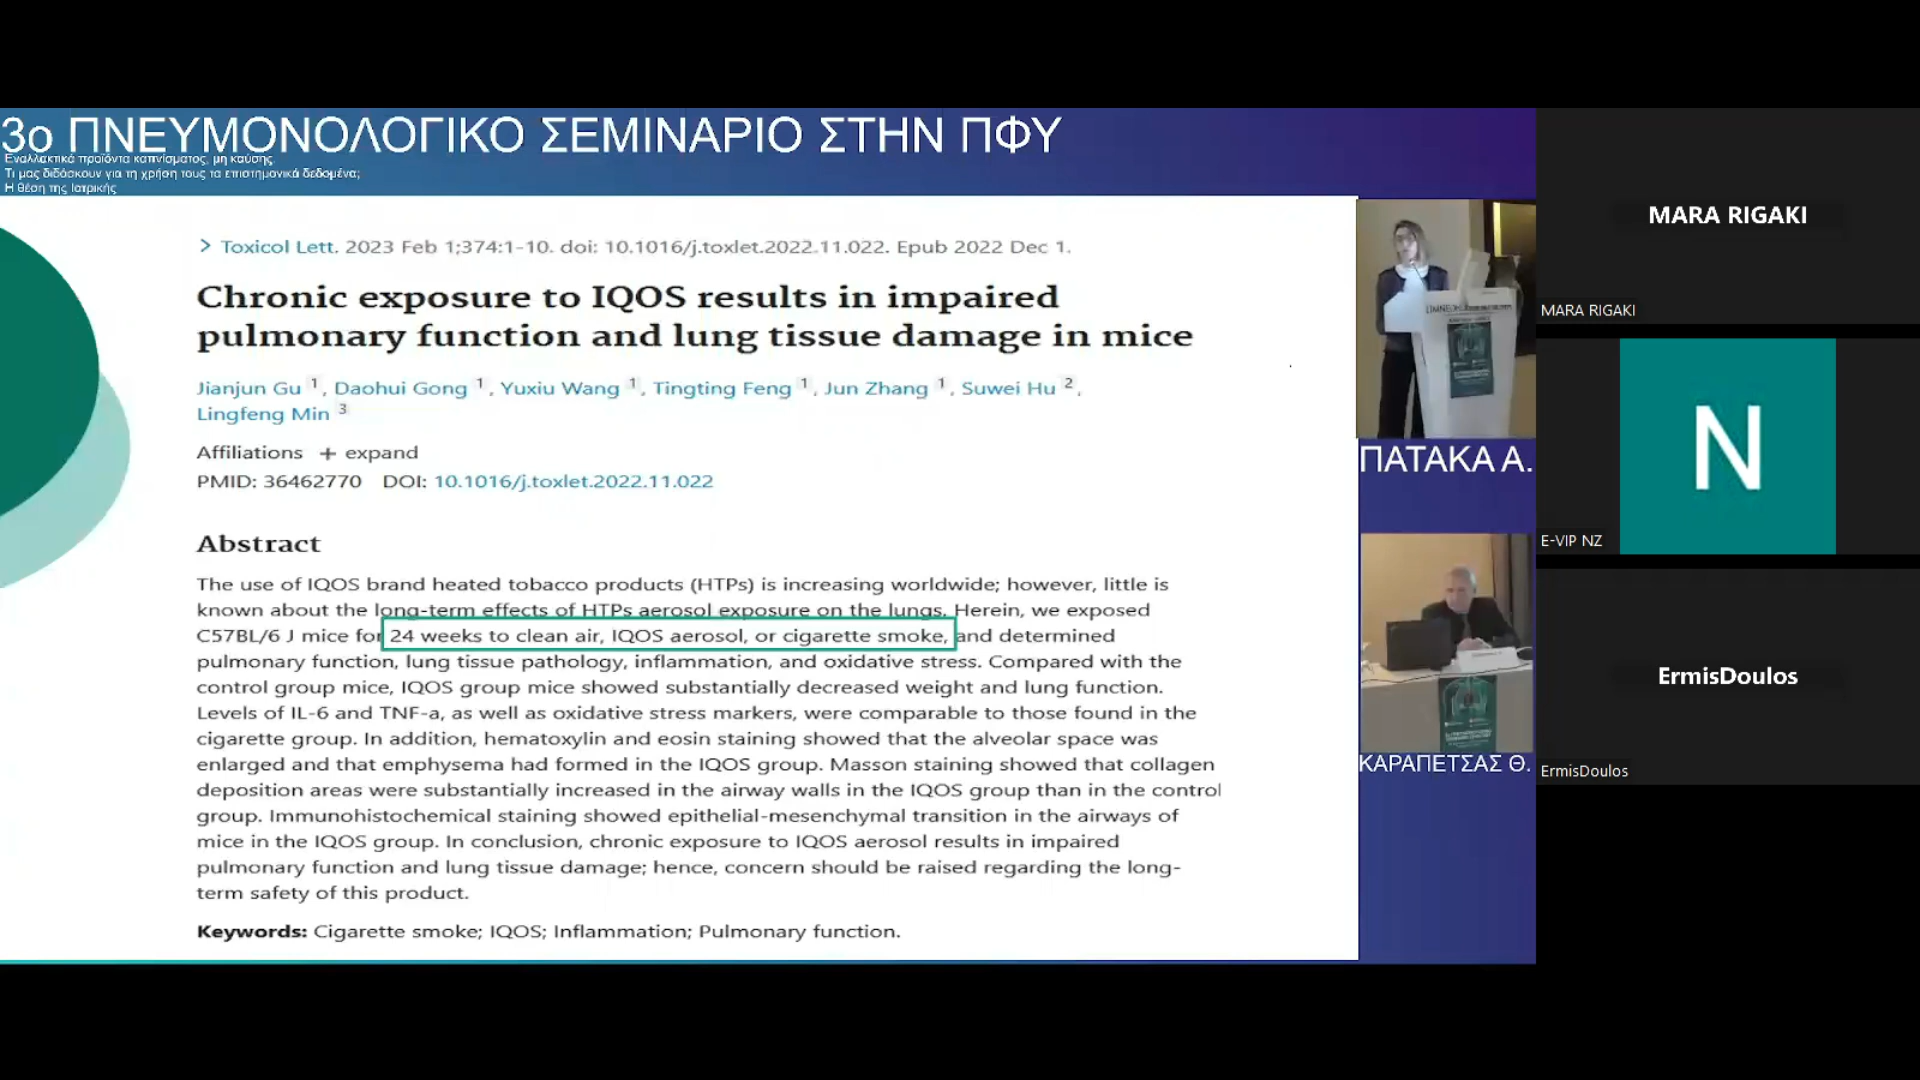 3ο ΠΝΕΥΜΟΝΟΛΟΓΙΚΟ ΣΕΜΙΝΑΡΙΟ ΣΤΗΝ ΠΦΥ
Εναλλακτικά προϊόντα καπνίσματος, μη καύσης.
Τι μας διδάσκουν για τη χρήση τους τα επιστημονικά δεδομένα;
Η θέση της Ιατρικής
> Toxicol Lett. 2023 Feb 1;374:1-10. doi: 10.1016/j.toxlet.2022.11.022. Epub 2022 Dec 1.
Chronic exposure to IQOS results in impaired
pulmonary function and lung tissue damage in mice
Jianjun Gu 1, Daohui Gong 1, Yuxiu Wang 1, Tingting Feng 1, Jun Zhang 1, Suwei Hu 2,
Lingfeng Min 3
Affiliations + expand
PMID: 36462770 DOI: 10.1016/j.toxlet.2022.11.022
Abstract
The use of IQOS brand heated tobacco products (HTPs) is increasing worldwide; however, little is
known about the long-term effects of HTPs aerosol exposure on the lungs. Herein, we exposed
C57BL/6 J mice for 24 weeks to clean air, IQOS aerosol, or cigarette smoke, and determined
pulmonary function, lung tissue pathology, inflammation, and oxidative stress. Compared with the
control group mice, IQOS group mice showed substantially decreased weight and lung function.
Levels of IL-6 and TNF-a, as well as oxidative stress markers, were comparable to those found in the
cigarette group. In addition, hematoxylin and eosin staining showed that the alveolar space was
enlarged and that emphysema had formed in the IQOS group. Masson staining showed that collagen
deposition areas were substantially increased in the airway walls in the IQOS group than in the control
group. Immunohistochemical staining showed epithelial-mesenchymal transition in the airways of
mice in the IQOS group. In conclusion, chronic exposure to IQOS aerosol results in impaired
pulmonary function and lung tissue damage; hence, concern should be raised regarding the long-
term safety of this product.
Keywords: Cigarette smoke; IQOS; Inflammation; Pulmonary function.
ΠΑΤΑΚΑ Α.
ΚΑΡΑΠΕΤΣΑΣ Θ.
MARA RIGAKI
MARA RIGAKI
N
E-VIP NZ
ErmisDoulos
ErmisDoulos